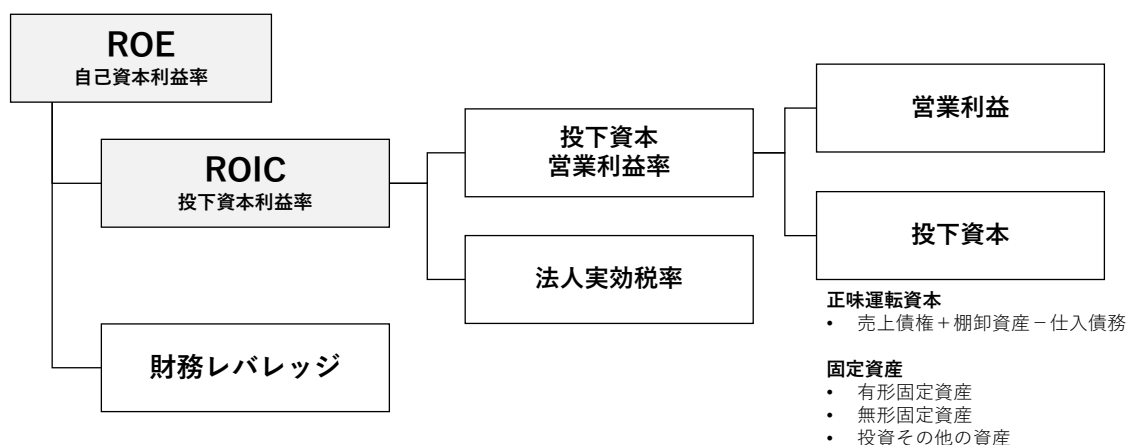 ROE
自己資本利益率
ROIC
投下資本利益率
財務レバレッジ
投下資本
営業利益率
法人実効税率
営業利益
投下資本
正味運転資本
• 売上債権＋棚卸資産－仕入債務
固定資産
• 有形固定資産
• 無形固定資産
• 投資その他の資産